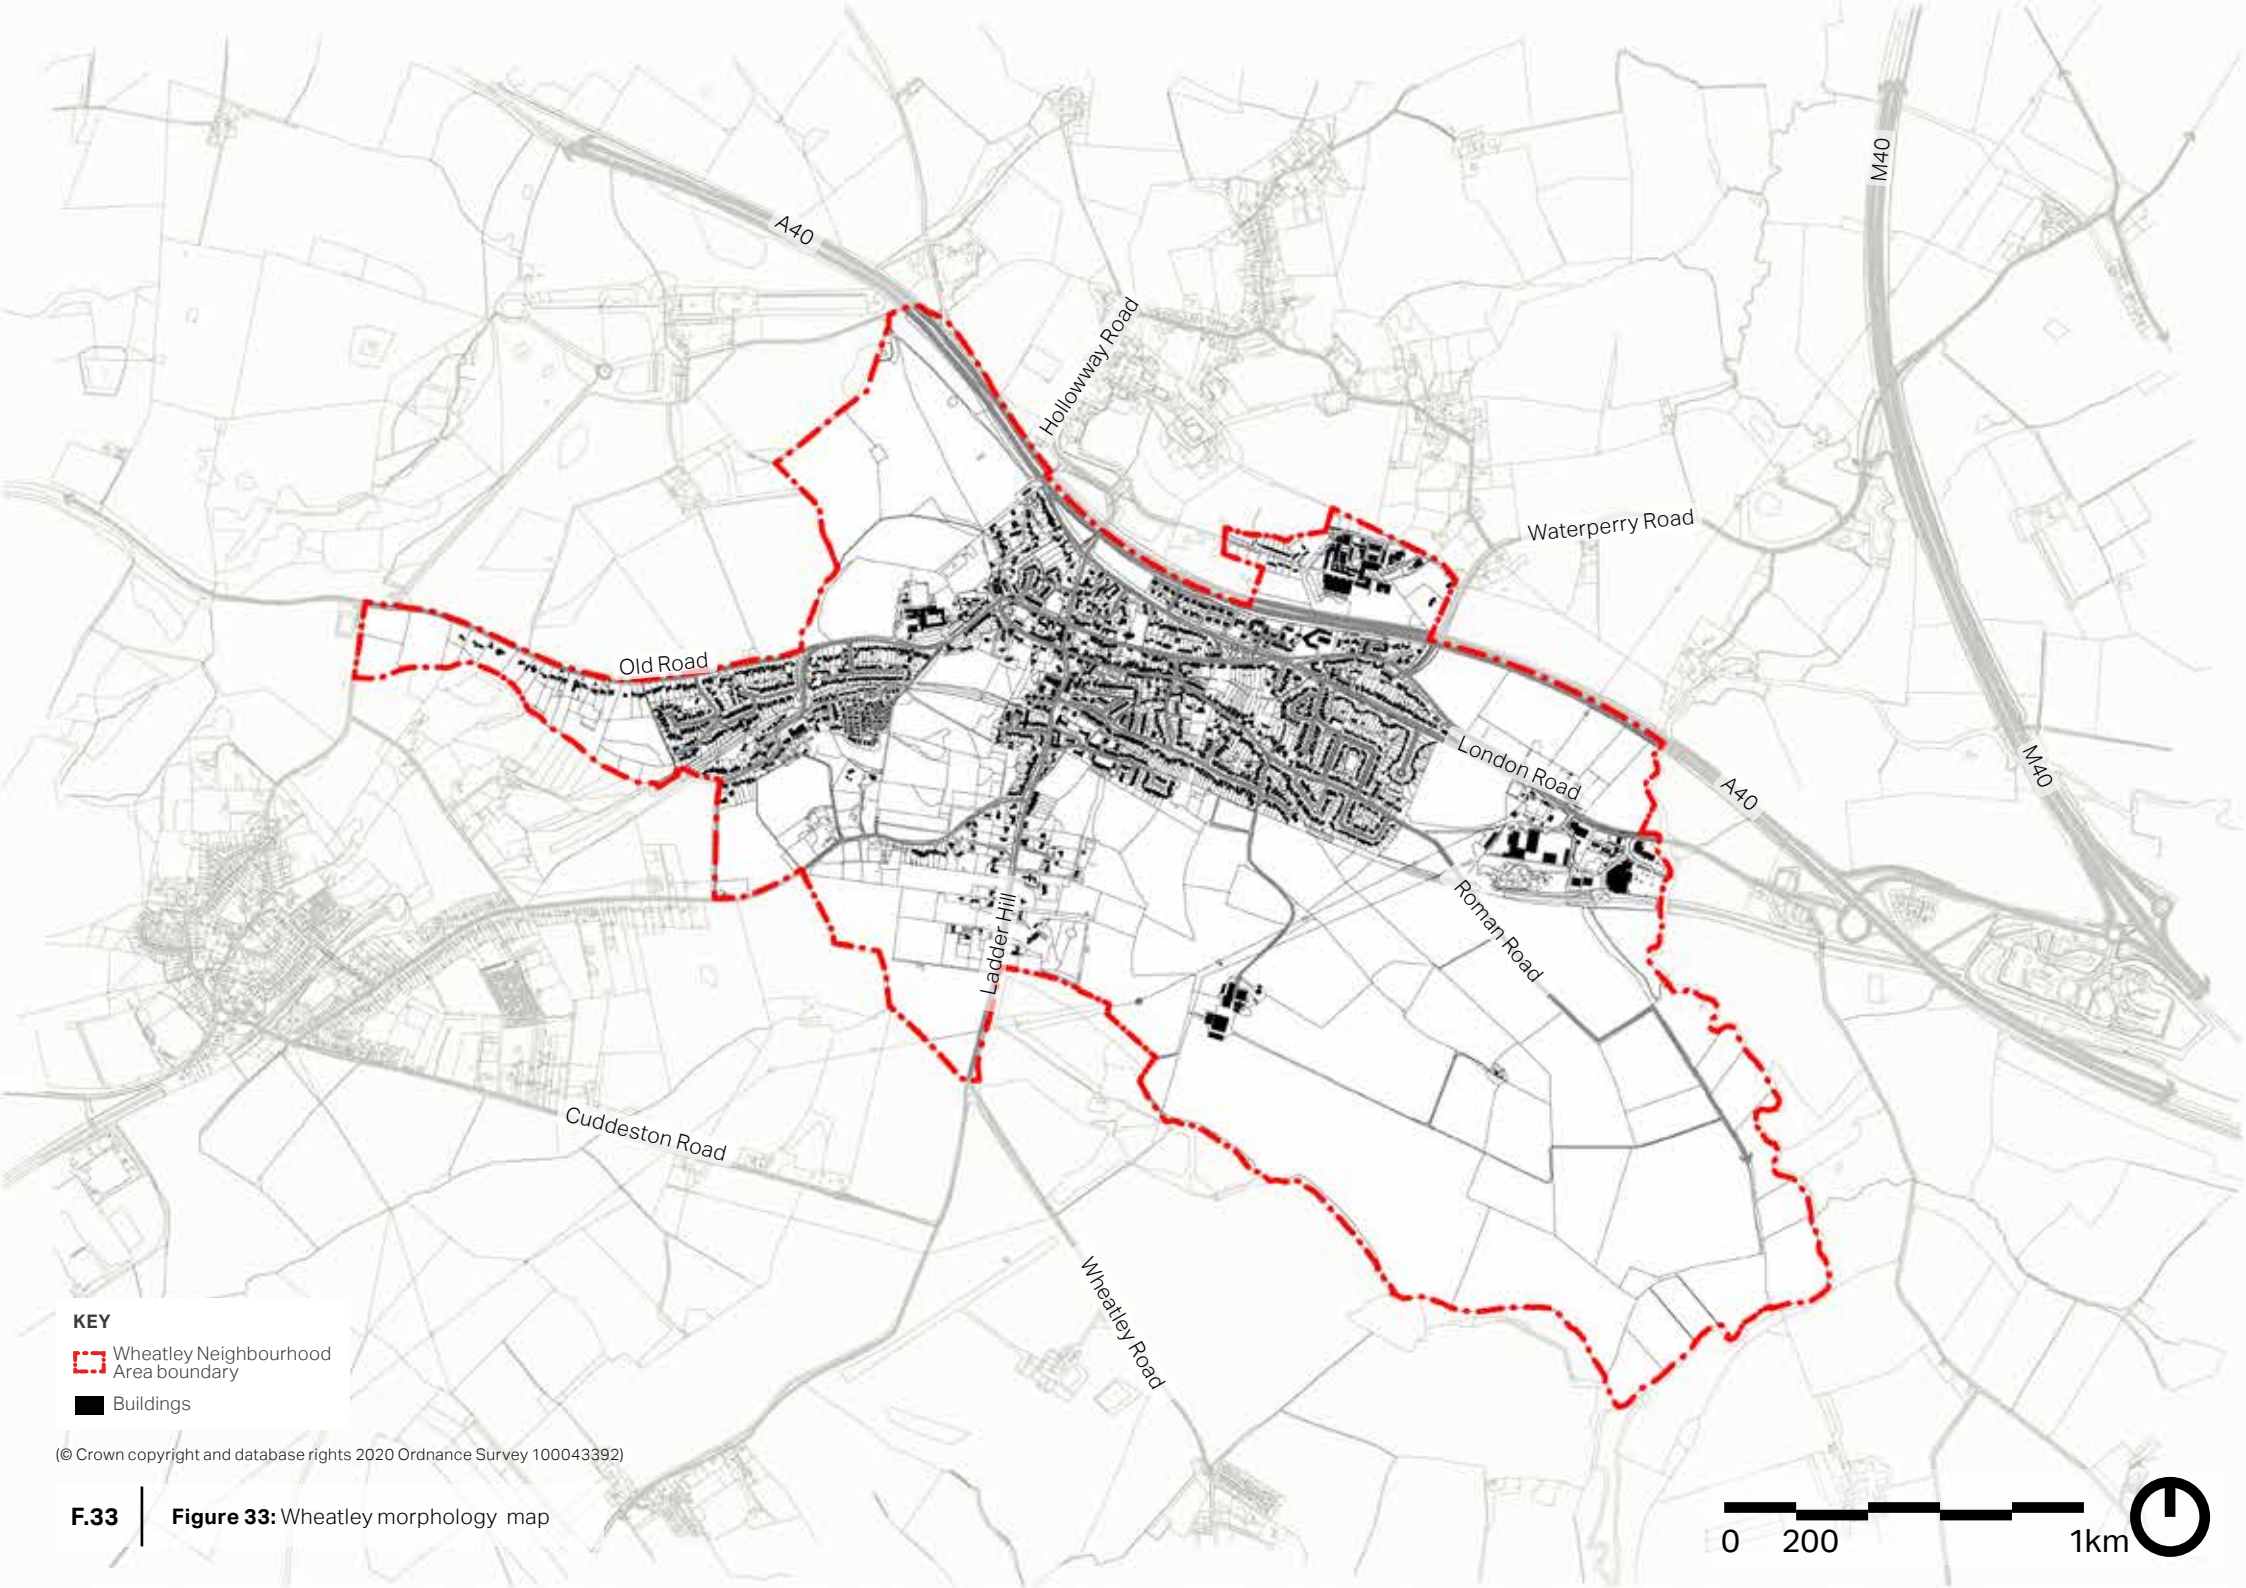 M40
A40
Hollowway Road
Waterperry Road
Old Road
London Road
M40
A40
Roman Road
Ladder Hill
Cuddeston Road
Wheatley Road
KEY
Wheatley Neighbourhood
Area boundary
Buildings
(© Crown copyright and database rights 2020 Ordnance Survey 100043392)
F.33
Figure 33: Wheatley morphology map
0 200 1km